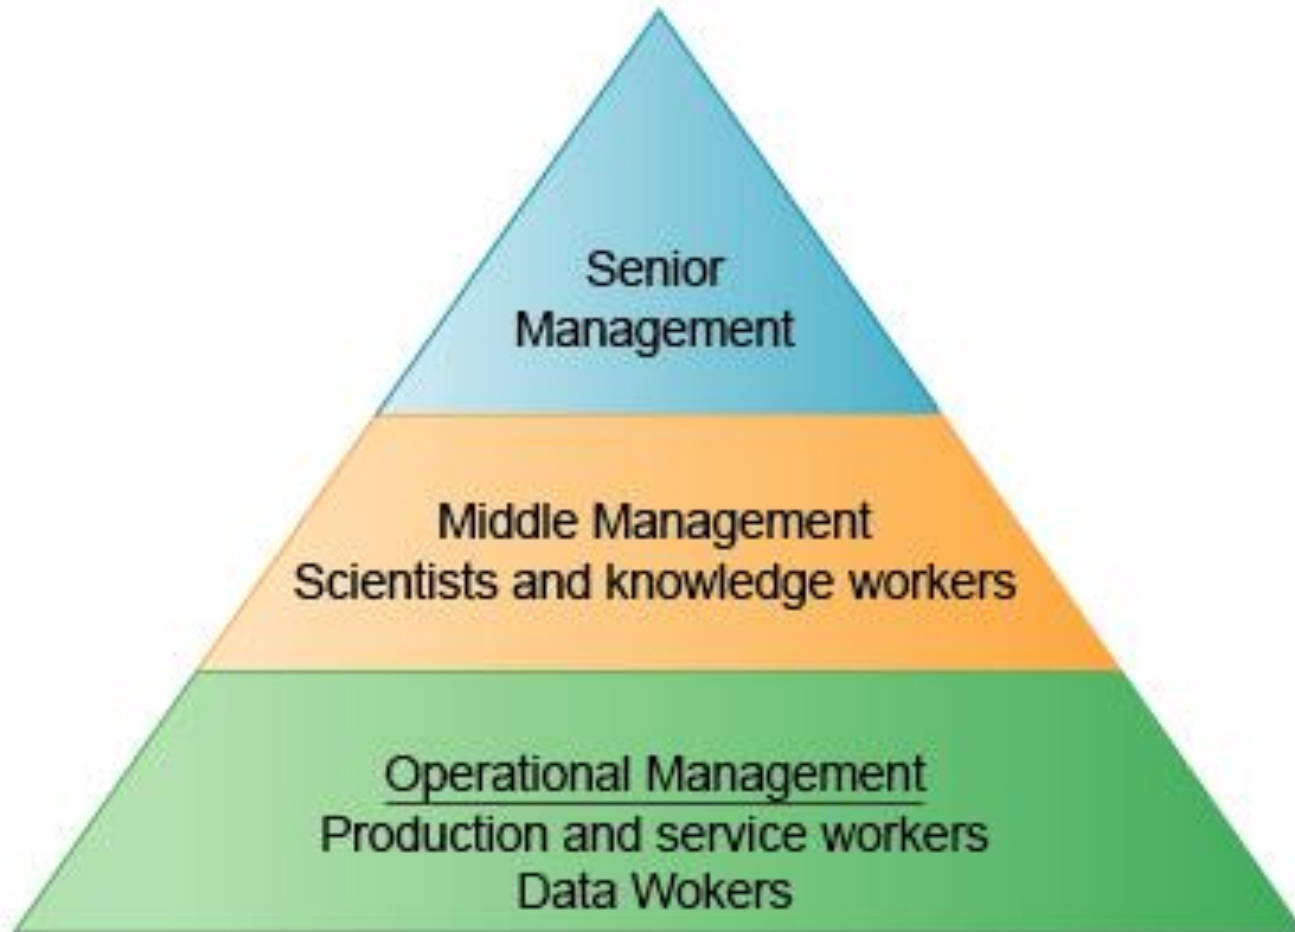 Senior
Management
Middle Management
Scientists and knowledge workers
Operational Management
Production and service workers
Data Wokers